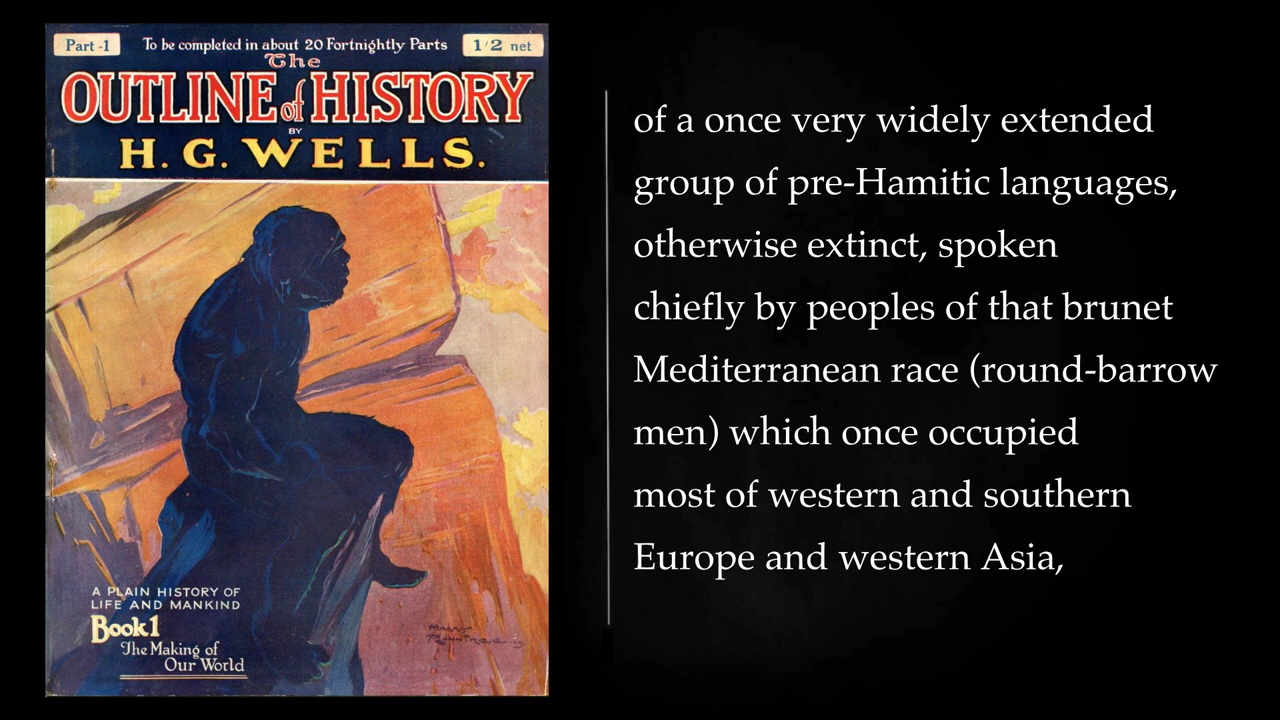 Part -1
To be completed in about 20 Fortnightly Parts
1/2 net
The
OUTLINE of HISTORY
BY
H. G. WELLS.
A PLAIN HISTORY OF
LIFE AND MANKIND
Book 1
The Making of
Our World
of a once very widely extended
group of pre-Hamitic languages,
otherwise extinct, spoken
chiefly by peoples of that brunet
Mediterranean race (round-barrow
men) which once occupied
most of western and southern
Europe and western Asia,